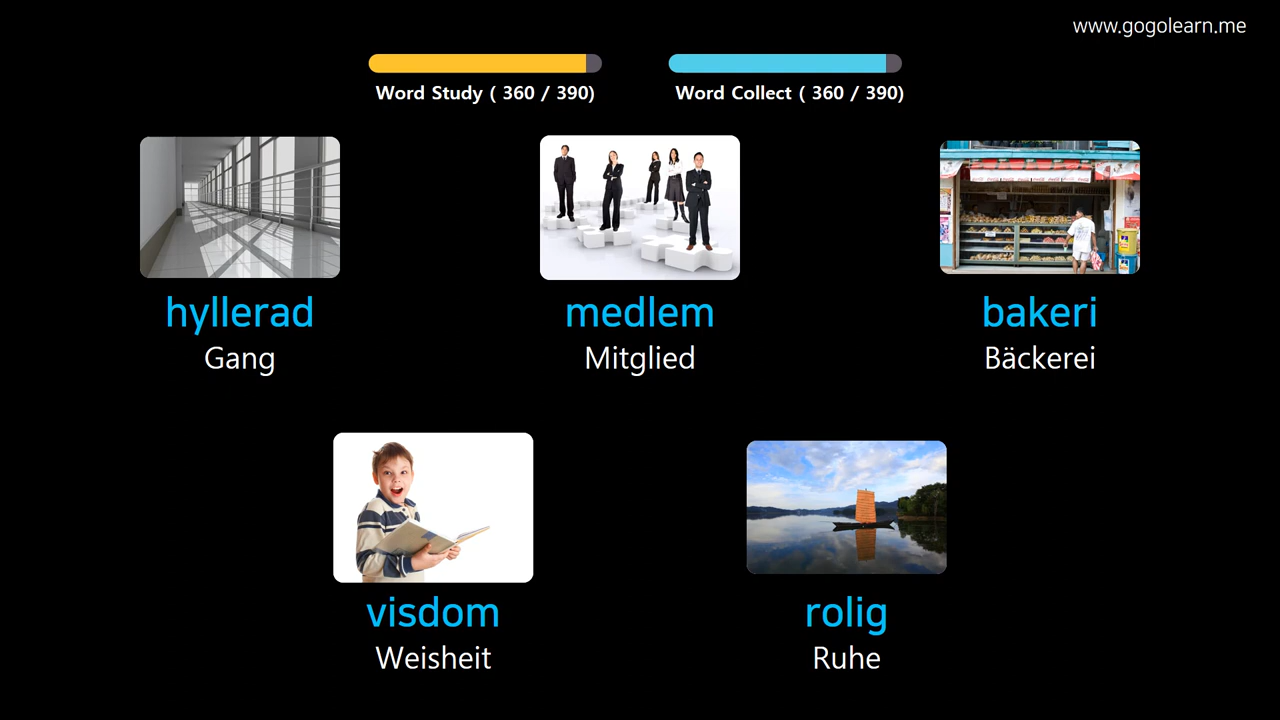 www.gogolearn.me
Word Study ( 360 / 390)
Word Collect ( 360 / 390)
hyllerad
Gang
medlem
Mitglied
bakeri
Bäckerei
visdom
Weisheit
rolig
Ruhe